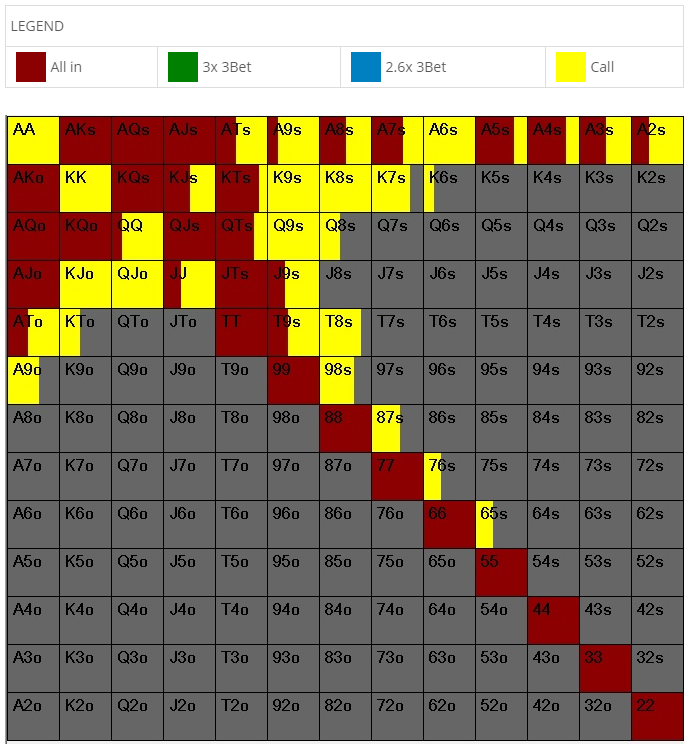 LEGEND
All in 3x 3Bet 2.6x 3Bet Call
AA AKs AQs AJs ATs A9s A8s A7s A6s A5s A4s A3s A2s
AKo KK KQs KJs KTs K9s K8s K7s K6s K5s K4s K3s K2s
AQo KQo QQ QJs QTs Q9s Q8s Q7s Q6s Q5s Q4s Q3s Q2s
AJo KJo QJo JJ JTs J9s J8s J7s J6s J5s J4s J3s J2s
ATo KTo QTo JTo TT T9s T8s T7s T6s T5s T4s T3s T2s
A9o K9o Q9o J9o T9o 99 98s 97s 96s 95s 94s 93s 92s
A8o K8o Q8o J8o T8o 98o 88 87s 86s 85s 84s 83s 82s
A7o K7o Q7o J7o T7o 97o 87o 77 76s 75s 74s 73s 72s
A6o K6o Q6o J6o T6o 96o 86o 76o 66 65s 64s 63s 62s
A5o K5o Q5o J5o T5o 95o 85o 75o 65o 55 54s 53s 52s
A4o K4o Q4o J4o T4o 94o 84o 74o 64o 54o 44 43s 42s
A3o K3o Q3o J3o T3o 93o 83o 73o 63o 53o 43o 33 32s
A2o K2o Q2o J2o T2o 92o 82o 72o 62o 52o 42o 32o 22